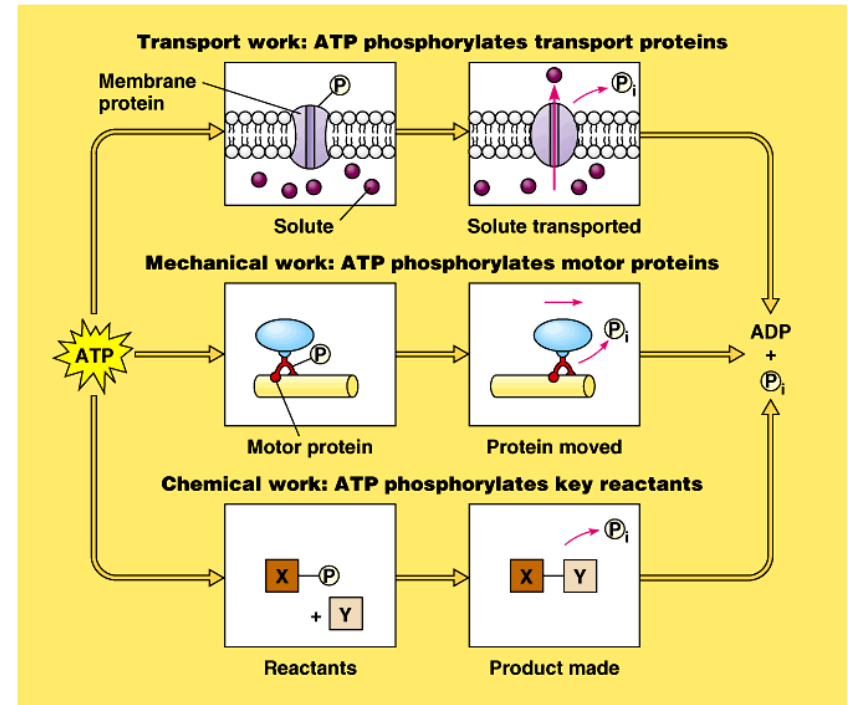 Transport work: ATP phosphorylates transport proteins
Membrane
protein
P
Pi
Solute
Solute transported
Mechanical work: ATP phosphorylates motor proteins
ATP
P
Pi
ADP
+
Pi
Motor protein
Protein moved
Chemical work: ATP phosphorylates key reactants
X P
+ Y
Pi
X Y
Reactants
Product made